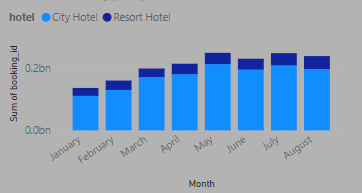 hotel City Hotel Resort Hotel
Sum of booking_id
0.2bn
0.0bn
January
February
March
April
May
June
July
August
Month